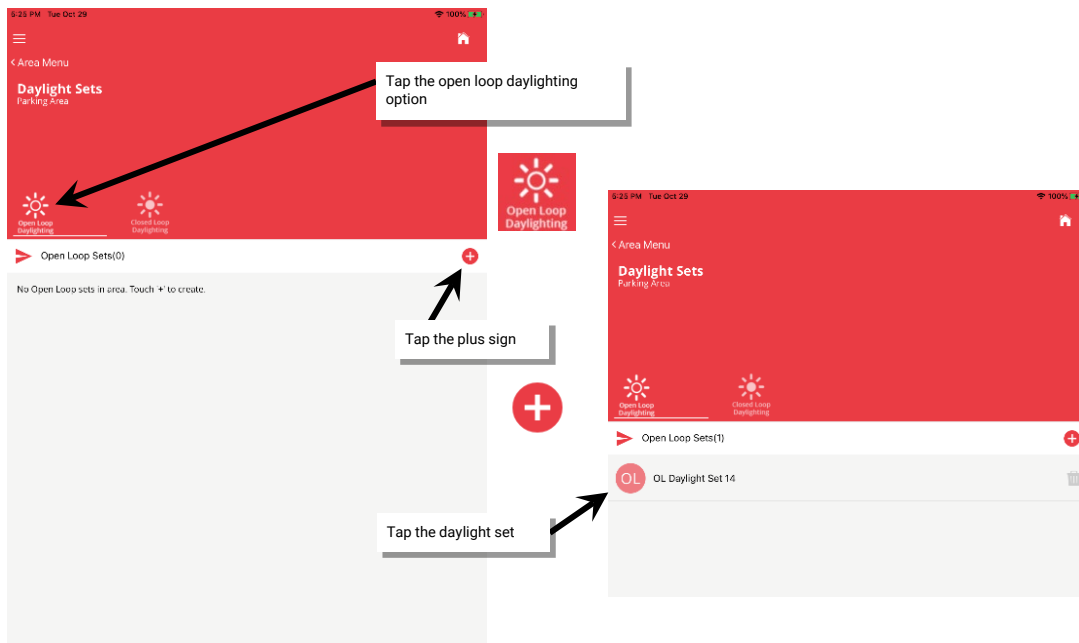 5:25 PM Tue Oct 29
100%
< Area Menu
Daylight Sets
Parking Area
Open Loop
Daylighting
Closed Loop
Daylighting
Open Loop Sets(0)
No Open Loop sets in area. Touch '+' to create.
Tap the open loop daylighting
option
Open Loop
Daylighting
Tap the plus sign
5:25 PM Tue Oct 29
100%
< Area Menu
Daylight Sets
Parking Area
Open Loop
Daylighting
Closed Loop
Daylighting
Open Loop Sets(1)
OL OL Daylight Set 14
Tap the daylight set